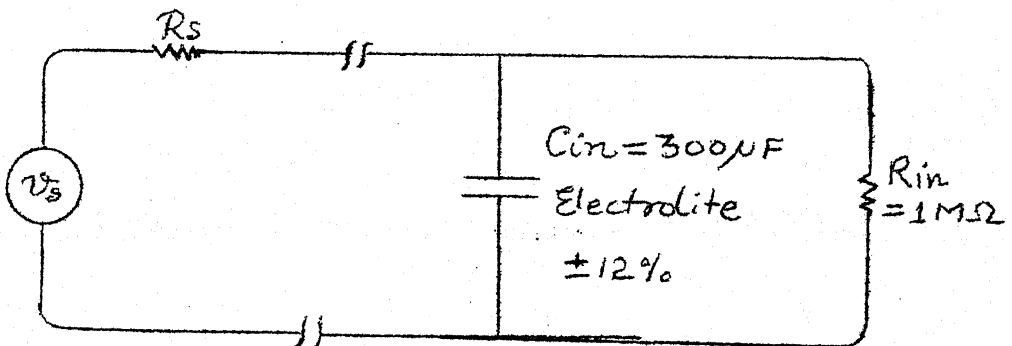 Rs
vs
Cin = 300µF
Electrolite
±12%
Rin
= 1MΩ